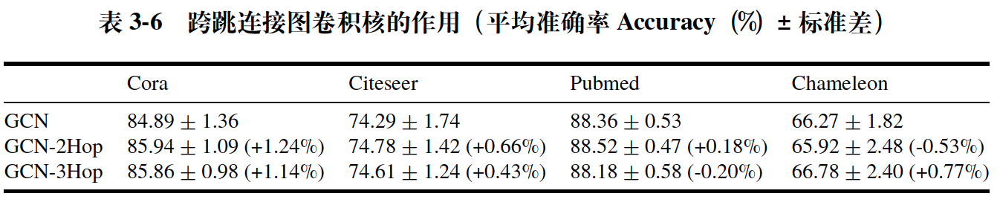 表 3-6 跨跳连接图卷积核的作用（平均准确率 Accuracy（%）± 标准差）
Cora Citeseer Pubmed Chameleon
GCN 84.89 ± 1.36 74.29 ± 1.74 88.36 ± 0.53 66.27 ± 1.82
GCN-2Hop 85.94 ± 1.09 (+1.24%) 74.78 ± 1.42 (+0.66%) 88.52 ± 0.47 (+0.18%) 65.92 ± 2.48 (-0.53%)
GCN-3Hop 85.86 ± 0.98 (+1.14%) 74.61 ± 1.24 (+0.43%) 88.18 ± 0.58 (-0.20%) 66.78 ± 2.40 (+0.77%)